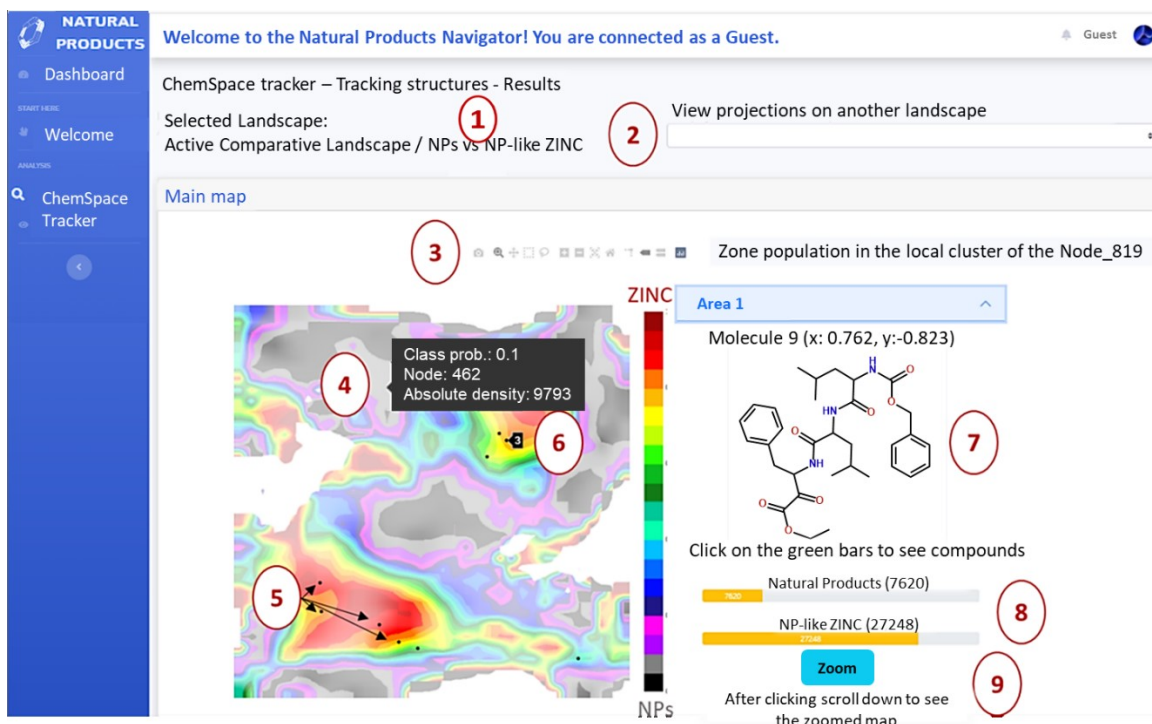 NATURAL
PRODUCTS
Dashboard
START HERE
Welcome
ANALYSIS
ChemSpace
Tracker
Welcome to the Natural Products Navigator! You are connected as a Guest.
Guest
ChemSpace tracker – Tracking structures - Results
Selected Landscape:
Active Comparative Landscape / NPs vs NP-like ZINC
1
2
View projections on another landscape
Main map
3
Zone population in the local cluster of the Node_819
ZINC
NPs
4
Class prob.: 0.1
Node: 462
Absolute density: 9793
3
6
5
Area 1
Molecule 9 (x: 0.762, y:-0.823)
H
N
O
O
NH
O
O
NH
O
O
O
7
Click on the green bars to see compounds
Natural Products (7620)
7620
NP-like ZINC (27248)
27248
8
Zoom
9
After clicking scroll down to see
the zoomed map